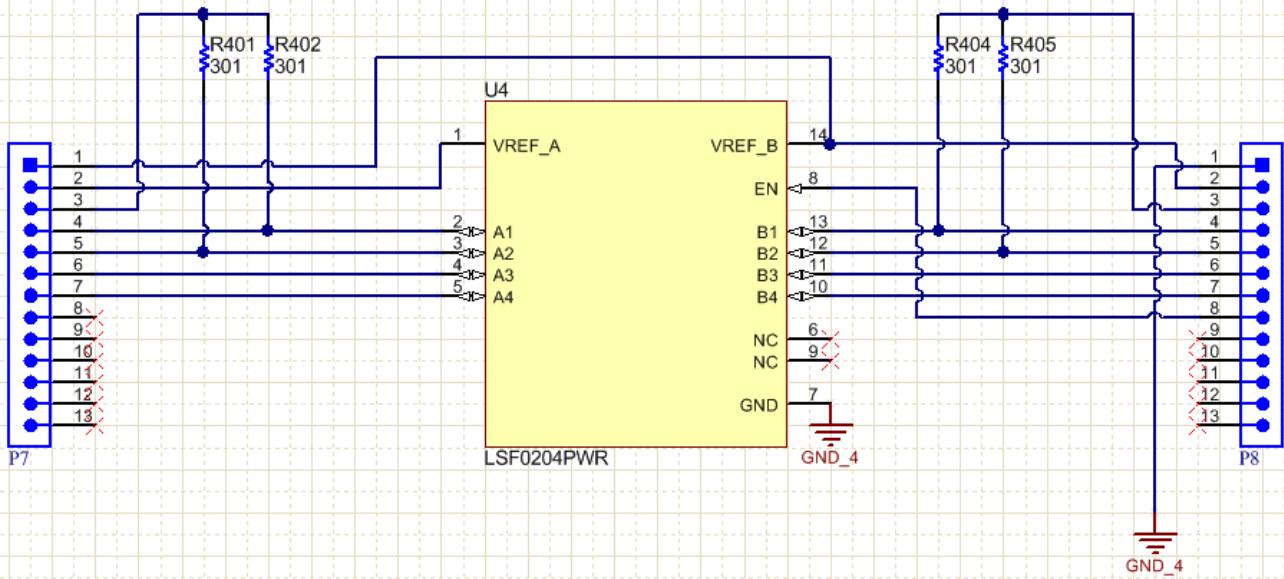 R401 R402
301 301
R404 R405
301 301
U4
1 VREF_A
VREF_B 14
EN 8
2 A1
3 A2
4 A3
5 A4
B1 13
B2 12
B3 11
B4 10
NC 6
NC 9
GND 7
LSF0204PWR
GND_4
1
2
3
4
5
6
7
8
9
10
11
12
13
P7
1
2
3
4
5
6
7
8
9
10
11
12
13
P8
GND_4